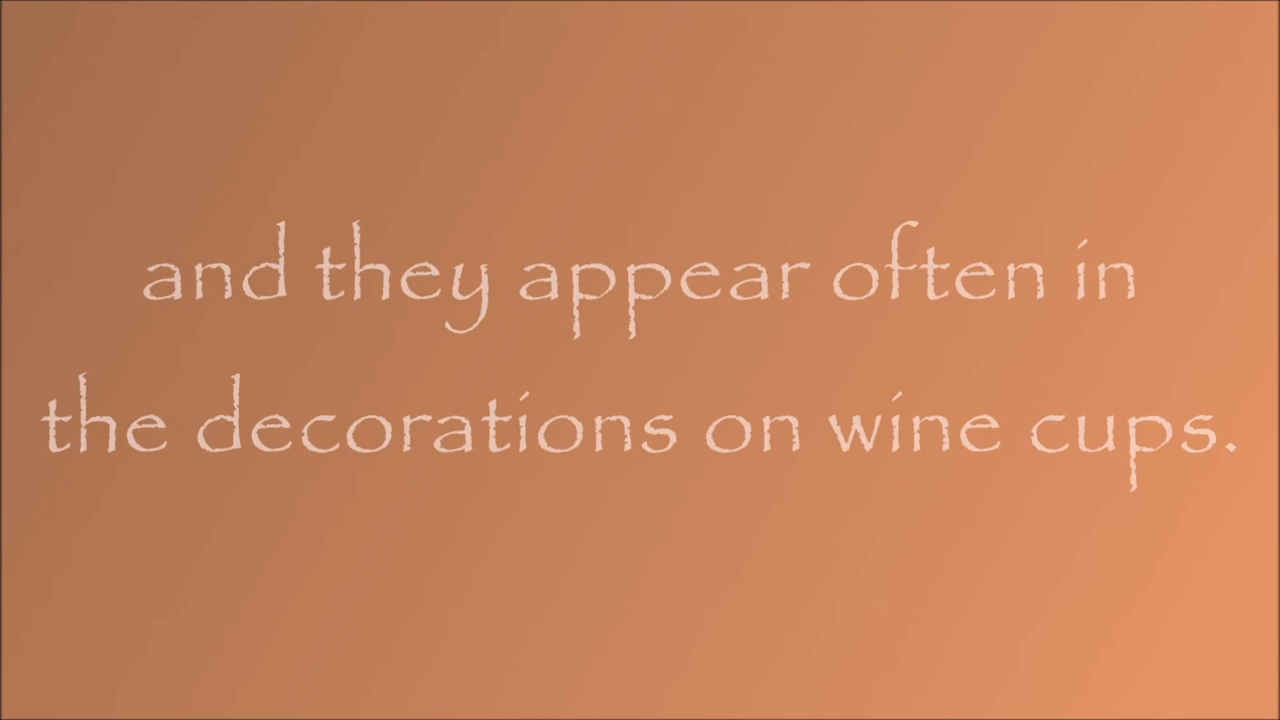 and they appear often in
the decorations on wine cups.